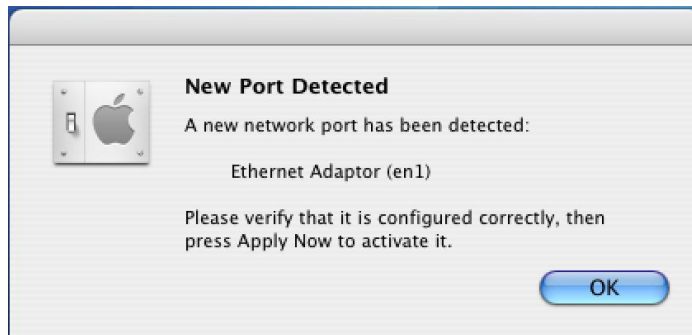 New Port Detected
A new network port has been detected:
Ethernet Adaptor (en1)
Please verify that it is configured correctly, then
press Apply Now to activate it.
OK